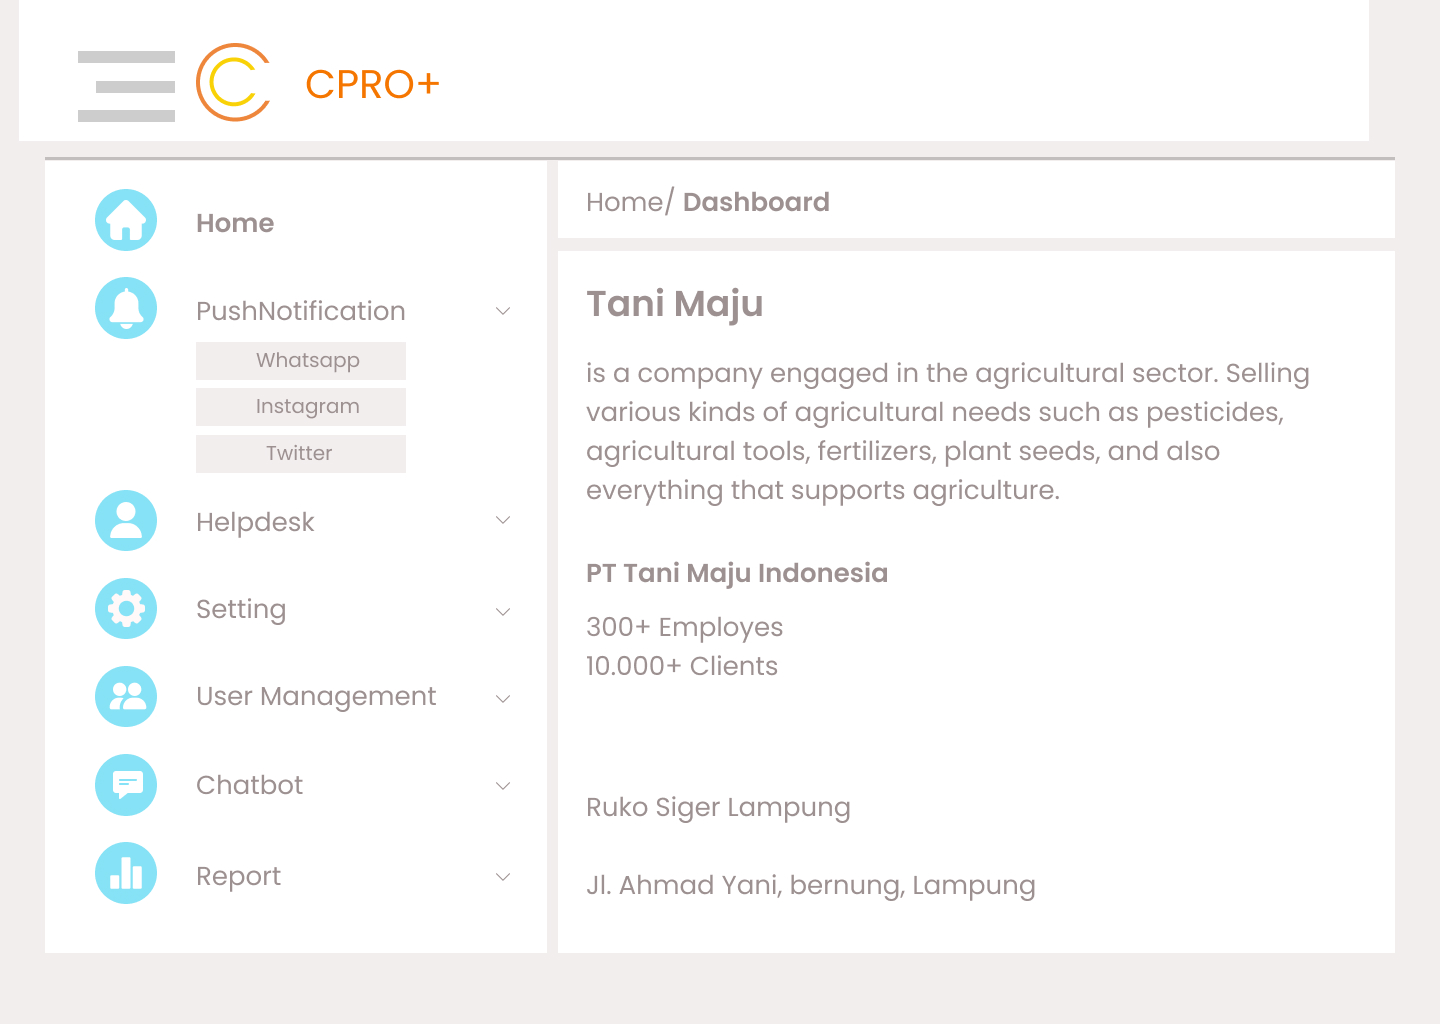 CPRO+
Home
PushNotification
Whatsapp
Instagram
Twitter
Helpdesk
Setting
User Management
Chatbot
Report
Home/ Dashboard
Tani Maju
is a company engaged in the agricultural sector. Selling
various kinds of agricultural needs such as pesticides,
agricultural tools, fertilizers, plant seeds, and also
everything that supports agriculture.
PT Tani Maju Indonesia
300+ Employes
10.000+ Clients
Ruko Siger Lampung
Jl. Ahmad Yani, bernung, Lampung